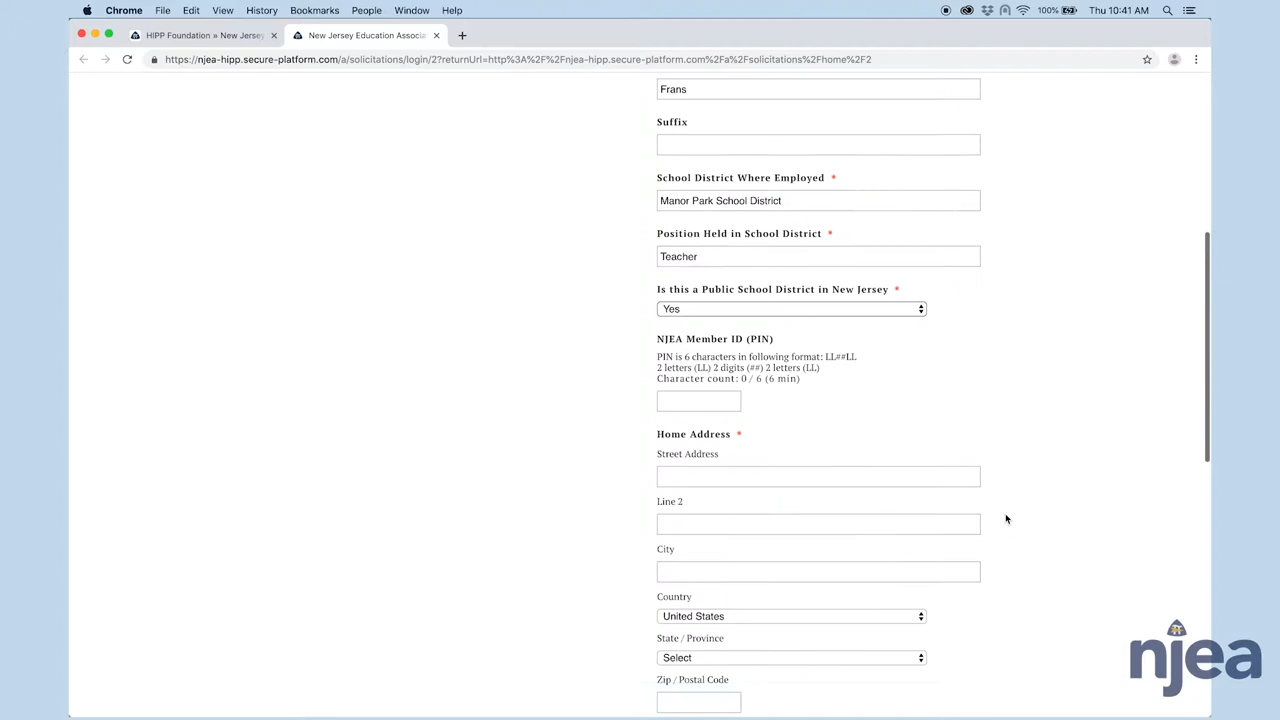 Chrome File Edit View History Bookmarks People Window Help 100% Thu 10:41 AM
HIPP Foundation » New Jersey New Jersey Education Associa
https://njea-hipp.secure-platform.com/a/solicitations/login/2?returnUrl=http%3A%2F%2Fnjea-hipp.secure-platform.com%2Fa%2Fsolicitations%2Fhome%2F2
Frans
Suffix
School District Where Employed *
Manor Park School District
Position Held in School District *
Teacher
Is this a Public School District in New Jersey *
Yes
NJEA Member ID (PIN)
PIN is 6 characters in following format: LL##LL
2 letters (LL) 2 digits (##) 2 letters (LL)
Character count: 0 / 6 (6 min)
Home Address *
Street Address
Line 2
City
Country
United States
State / Province
Select
Zip / Postal Code
njea